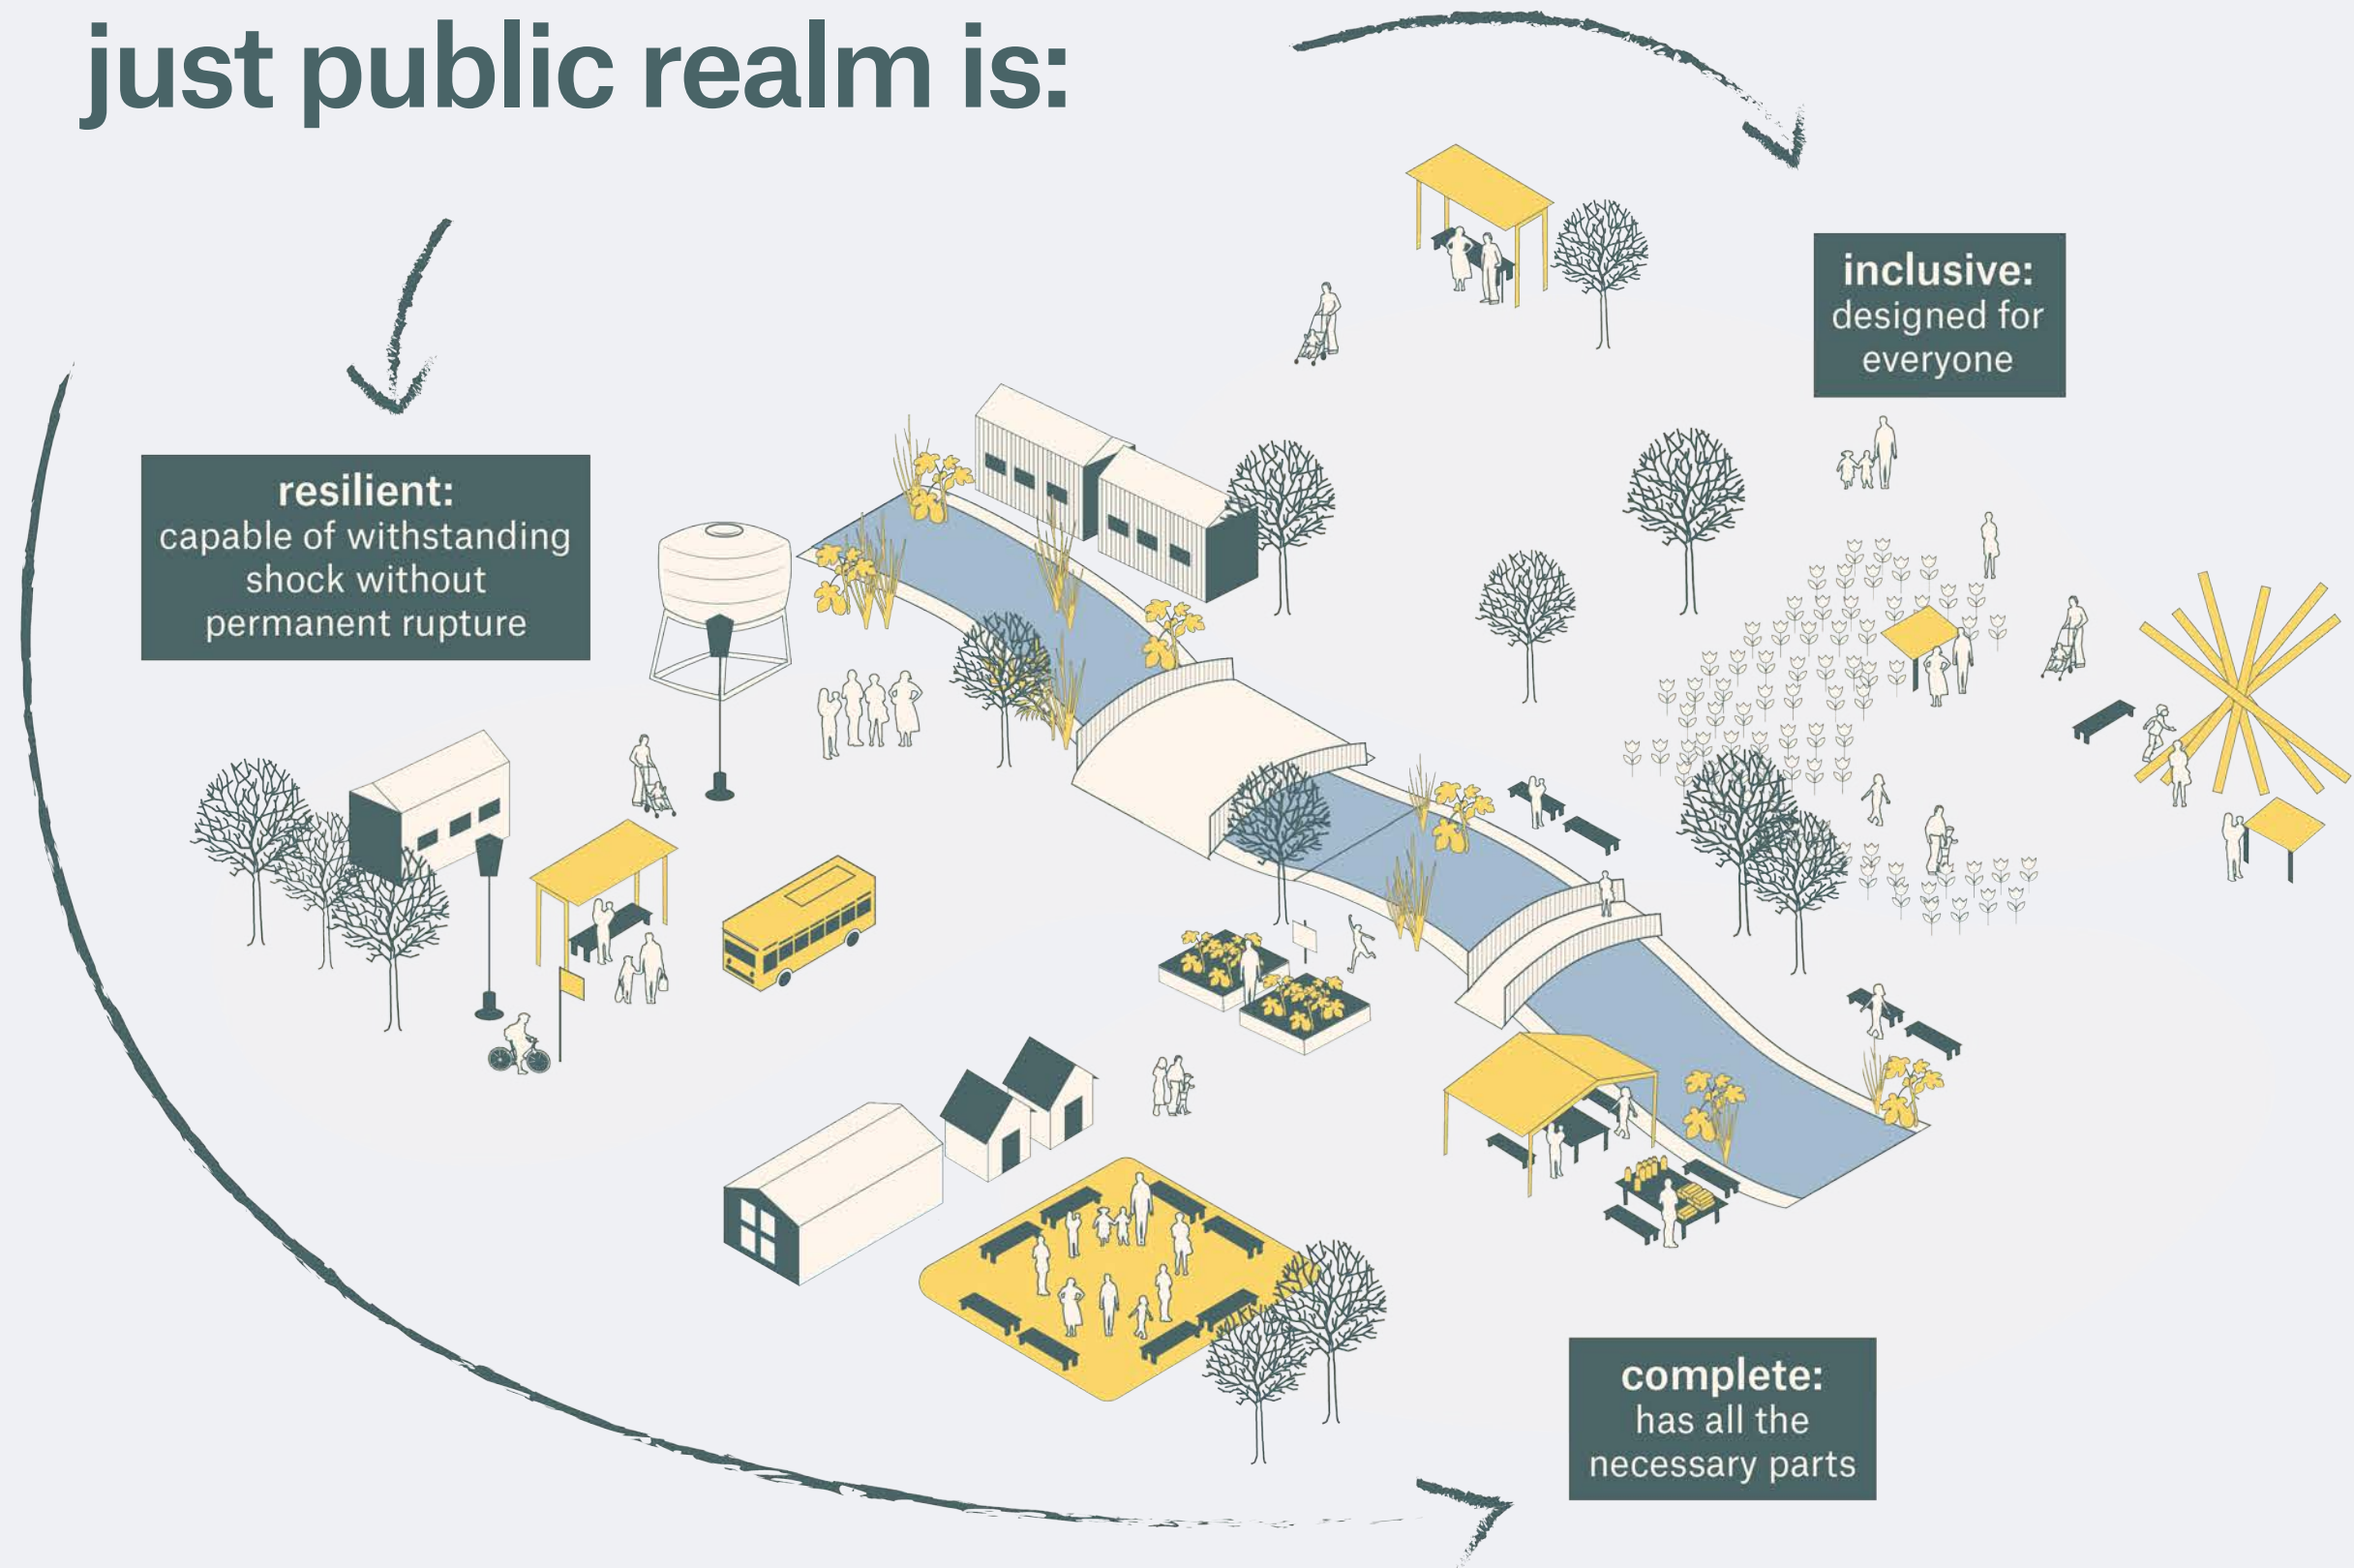 just public realm is:
inclusive:
designed for
everyone
resilient:
capable of withstanding
shock without
permanent rupture
complete:
has all the
necessary parts